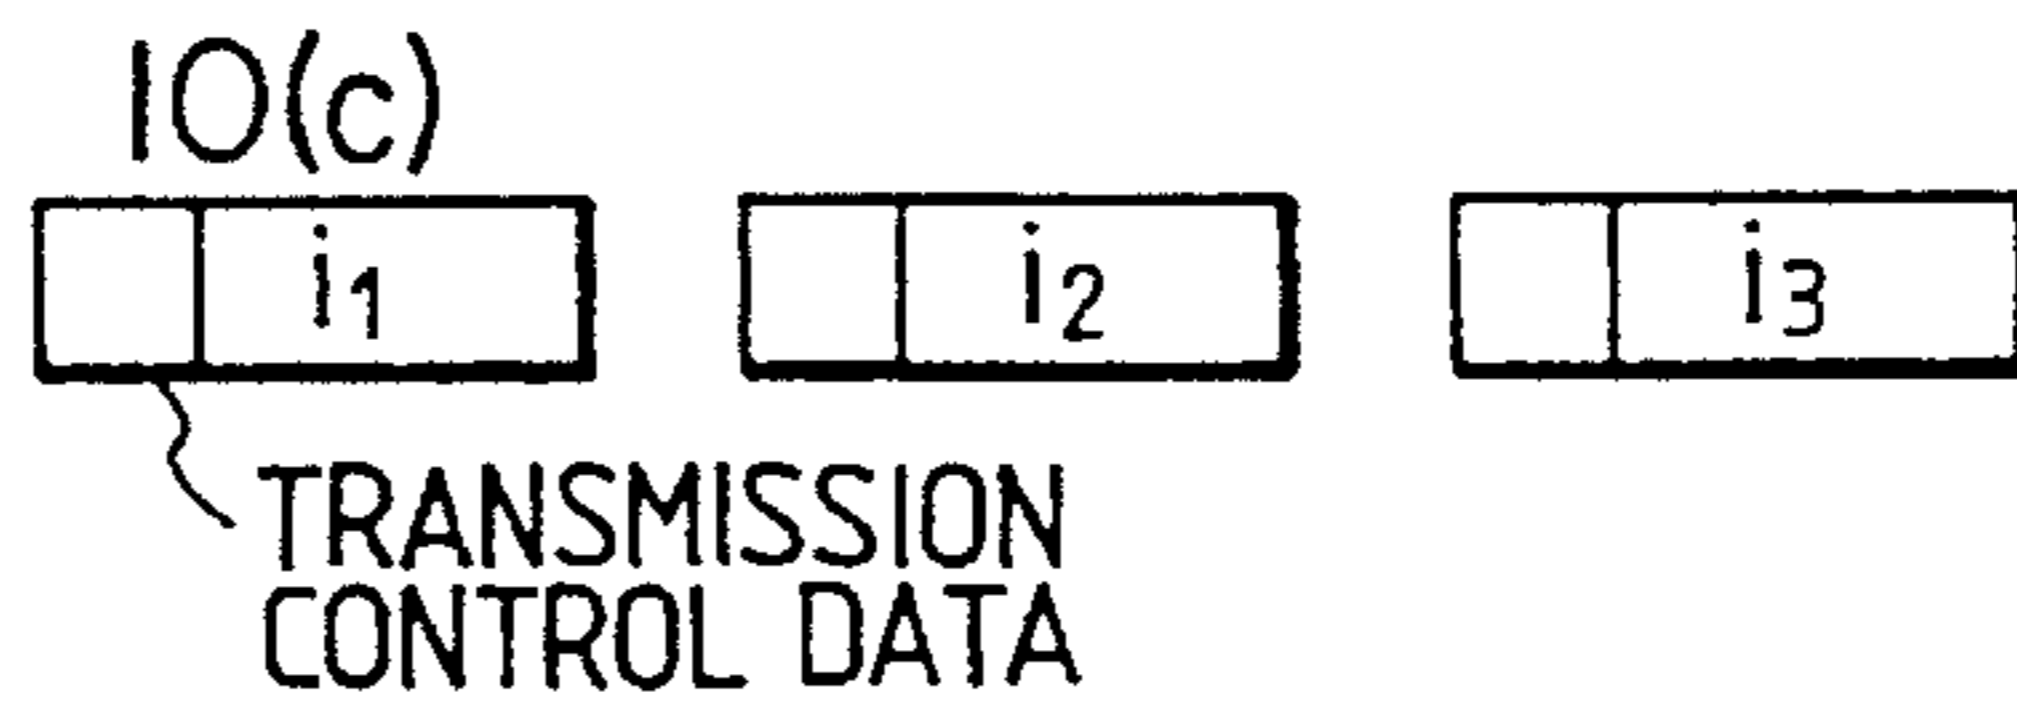 10(c)
i1 i2 i3
TRANSMISSION
CONTROL DATA